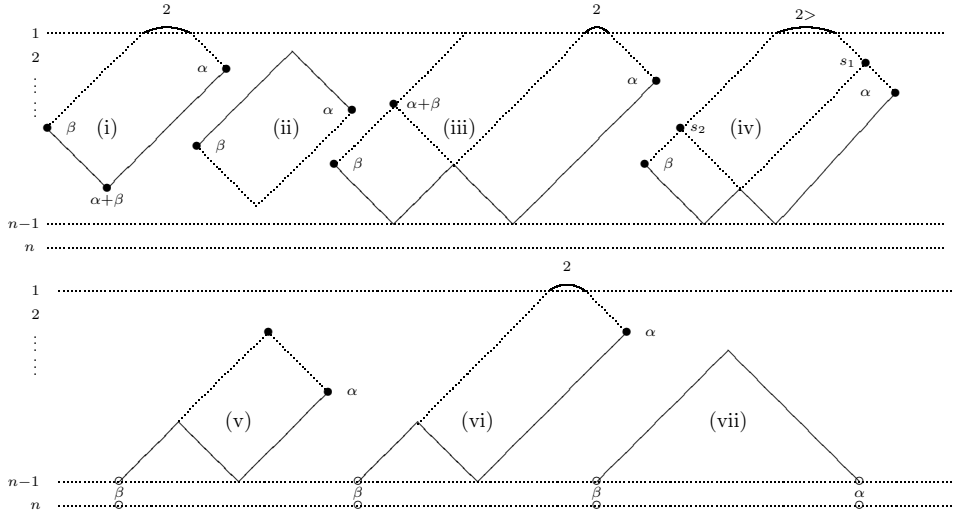 2 2 2>
1
2 α s₁
α α α
α+β
β (i) (ii) (iii) s₂ (iv)
β
β β
α+β
n−1
n
2
1
2
α
α
(v) (vi) (vii)
n−1
β β β α
n